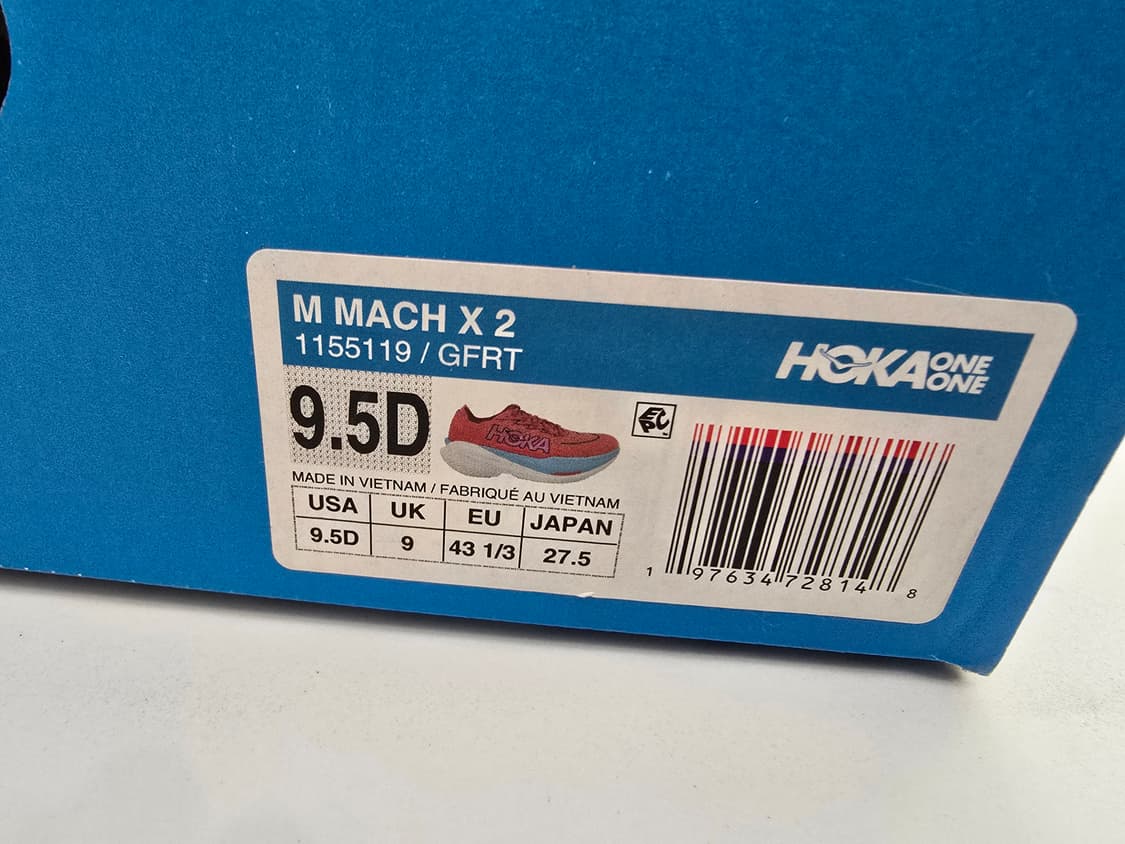 M MACH X 2
1155119 / GFRT
HOKA ONE ONE
9.5D
HOKA
MADE IN VIETNAM / FABRIQUÉ AU VIETNAM
USA UK EU JAPAN
9.5D 9 43 1/3 27.5
1 97634 72814 8